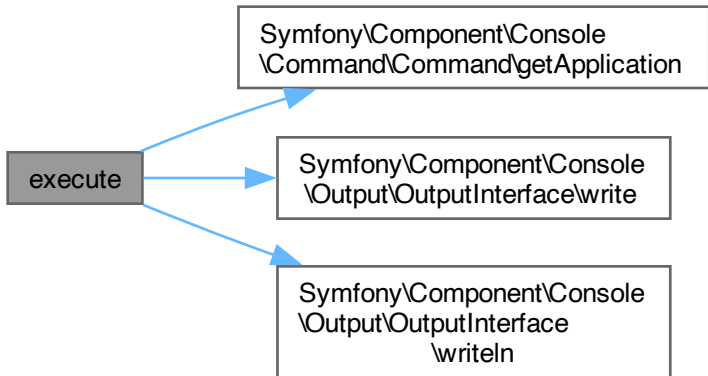 Symfony\Component\Console
\Command\Command\getApplication
execute
Symfony\Component\Console
\Output\OutputInterface\write
Symfony\Component\Console
\Output\OutputInterface
\writeln